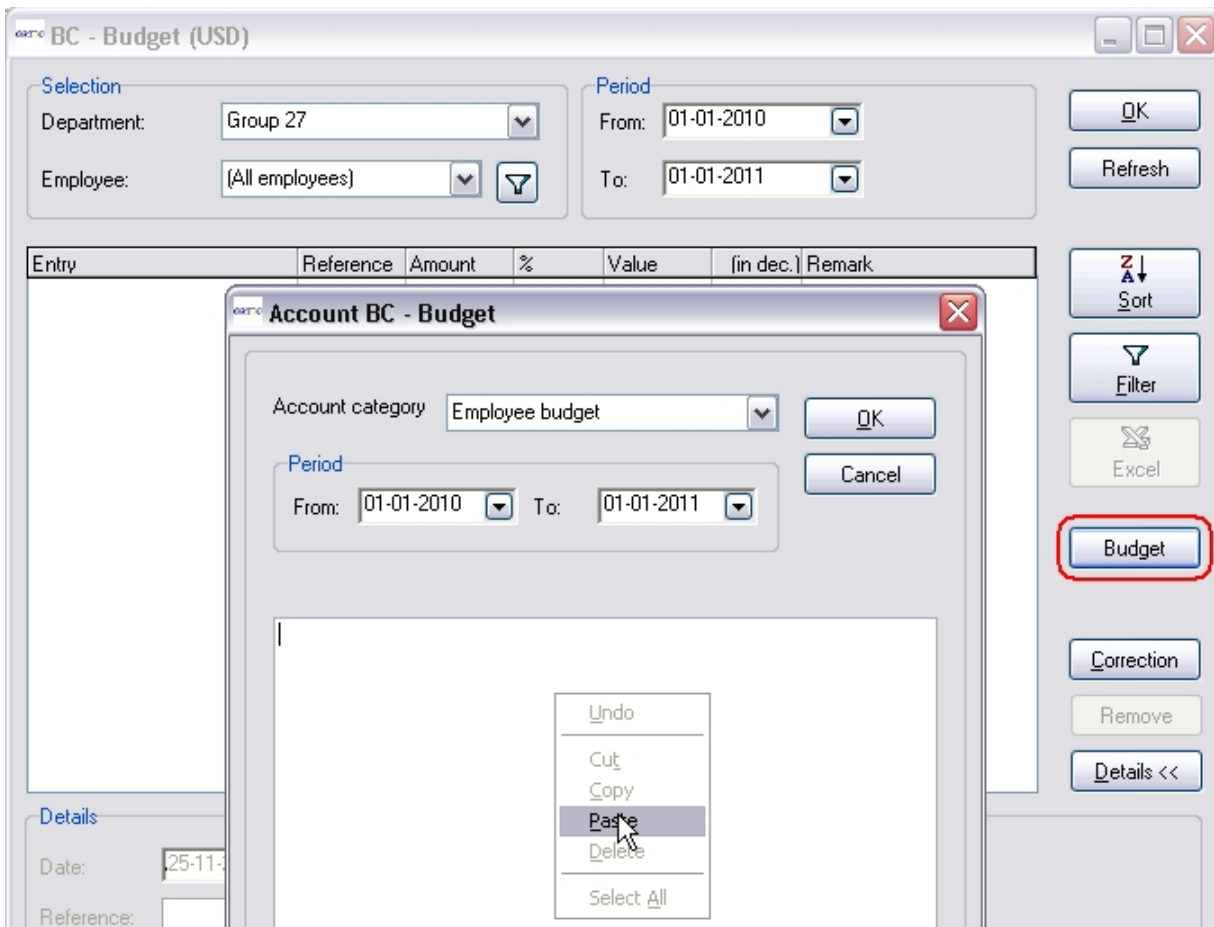 BC - Budget (USD)
Selection
Department: Group 27
Employee: (All employees)
Period
From: 01-01-2010
To: 01-01-2011
OK
Refresh
Entry Reference Amount % Value (in dec.) Remark
Sort
Filter
Excel
Budget
Correction
Remove
Details <<
Account BC - Budget
Account category Employee budget
OK
Cancel
Period
From: 01-01-2010 To: 01-01-2011
Undo
Cut
Copy
Paste
Delete
Select All
Details
Date: 25-11-
Reference: